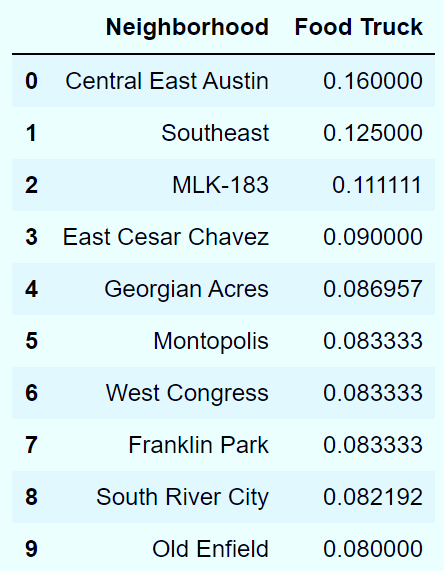 Neighborhood Food Truck
0 Central East Austin 0.160000
1 Southeast 0.125000
2 MLK-183 0.111111
3 East Cesar Chavez 0.090000
4 Georgian Acres 0.086957
5 Montopolis 0.083333
6 West Congress 0.083333
7 Franklin Park 0.083333
8 South River City 0.082192
9 Old Enfield 0.080000